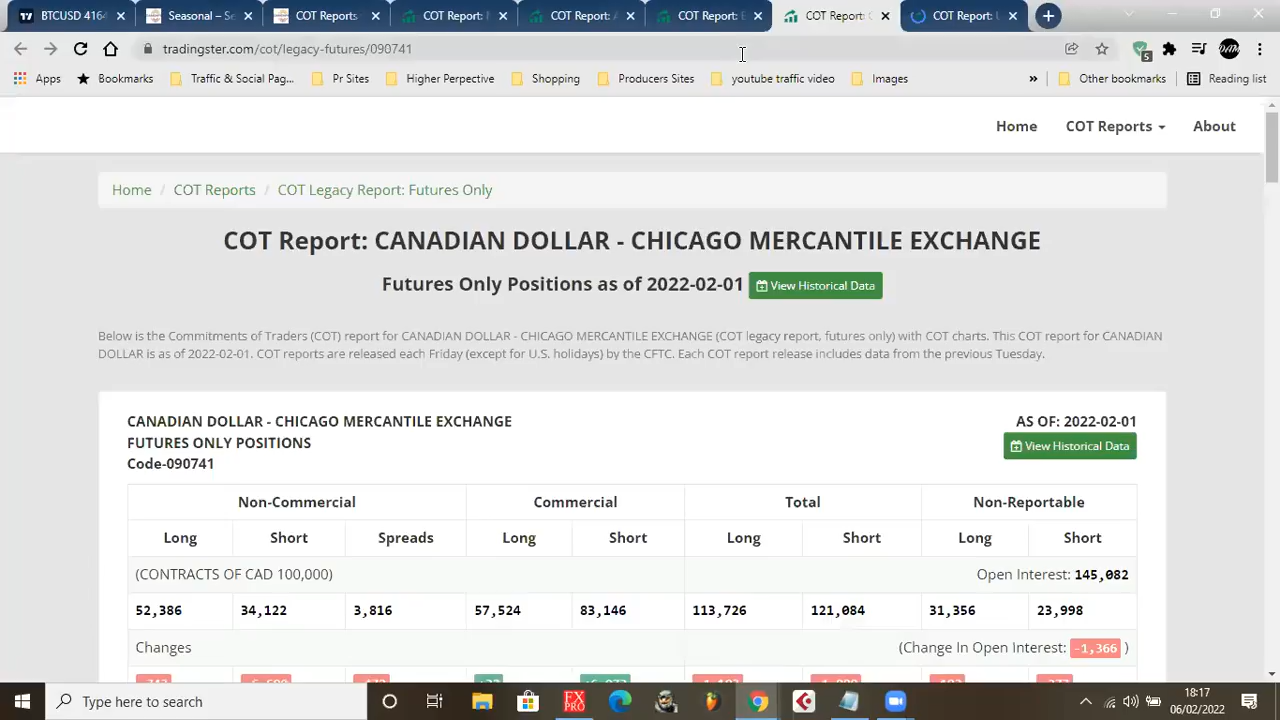 BTCUSD 4164
Seasonal – Se
COT Report:
COT Report: N
COT Report: A
COT Report: E
COT Report: C
COT Report: U
tradingster.com/cot/legacy-futures/090741
5
Apps
Bookmarks
Traffic & Social Pag...
Pr Sites
Higher Perpective
Shopping
Producers Sites
youtube traffic video
Images
»
Other bookmarks
Reading list
Home
COT Reports
About
Home / COT Reports / COT Legacy Report: Futures Only
COT Report: CANADIAN DOLLAR - CHICAGO MERCANTILE EXCHANGE
Futures Only Positions as of 2022-02-01 View Historical Data
Below is the Commitments of Traders (COT) report for CANADIAN DOLLAR - CHICAGO MERCANTILE EXCHANGE (COT legacy report, futures only) with COT charts. This COT report for CANADIAN
DOLLAR is as of 2022-02-01. COT reports are released each Friday (except for U.S. holidays) by the CFTC. Each COT report release includes data from the previous Tuesday.
CANADIAN DOLLAR - CHICAGO MERCANTILE EXCHANGE
FUTURES ONLY POSITIONS
Code-090741
AS OF: 2022-02-01
View Historical Data
Non-Commercial Commercial Total Non-Reportable
Long Short Spreads Long Short Long Short Long Short
(CONTRACTS OF CAD 100,000) Open Interest: 145,082
52,386 34,122 3,816 57,524 83,146 113,726 121,084 31,356 23,998
Changes (Change In Open Interest: -1,366 )
FX
PRO
Type here to search
18:17
06/02/2022